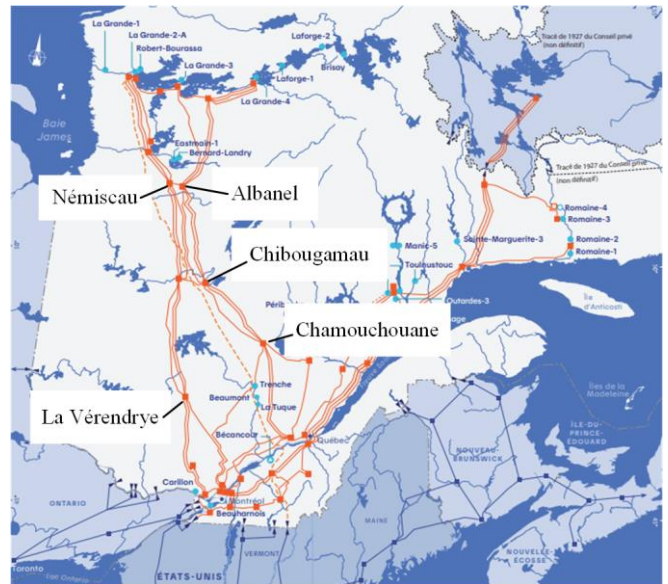 La Grande-1
La Grande-2-A
Robert-Bourassa
La Grande-3
Laforge-2
Laforge-1
Brisay
La Grande-4
Tracé de 1927 du Conseil privé
(non définitif)
Baie
James
Eastmain-1
Bernard-Landry
Némiscau
Albanel
Tracé de 1927 du Conseil privé
(non définitif)
Romaine-4
Romaine-3
Romaine-2
Romaine-1
Manic-5
Sainte-Marguerite-3
Toulnustouc
Chibougamau
Outardes-3
Île
d'Anticosti
Chamouchouane
Îles de la
Madeleine
La Vérendrye
Trenche
Beaumont
La Tuque
Bécancour
Québec
ÎLE-DU-
PRINCE-
ÉDOUARD
NOUVEAU-
BRUNSWICK
Carillon
ONTARIO
Montréal
Beauharnois
MAINE
NOUVELLE-
ÉCOSSE
Toronto
Lac Ontario
ÉTATS-UNIS
VERMONT